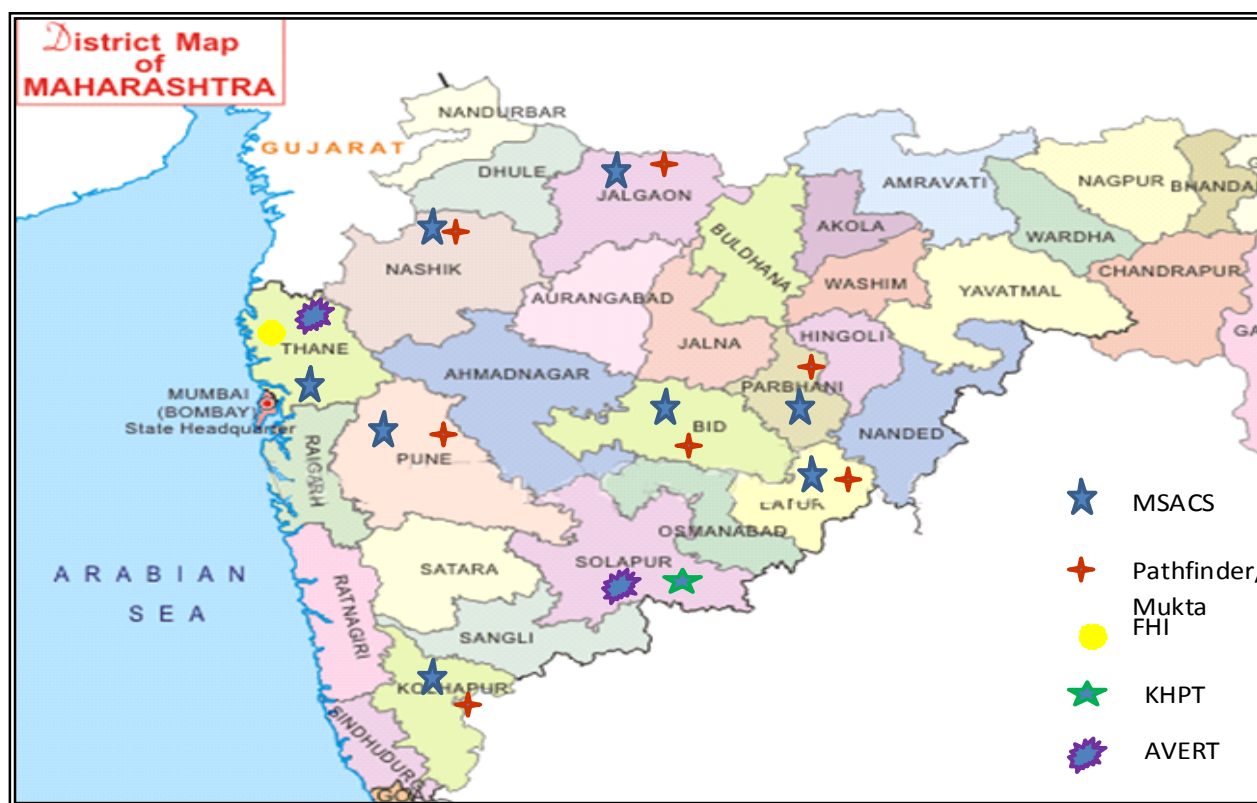 District Map
of
MAHARASHTRA
NANDURBAR
GUJARAT
DHULE
JALGAON
AMRAVATI
NAGPUR
BHANDA
BULDHANA
AKOLA
WARDHA
NASHIK
AURANGABAD
WASHIM
YAVATMAL
CHANDRAPUR
GA
THANE
AHMADNAGAR
JALNA
HINGOLI
PARBHANI
MUMBAI
(BOMBAY)
State Headquarter
BID
NANDED
RAIGARH
PUNE
LATUR
OSMANABAD
MSACS
ARABIAN
SEA
SATARA
SOLAPUR
Pathfinder,
Mukta
RATNAGIRI
SANGLI
FHI
KOLHAPUR
KHPT
SINDHUDURG
AVERT
GOA